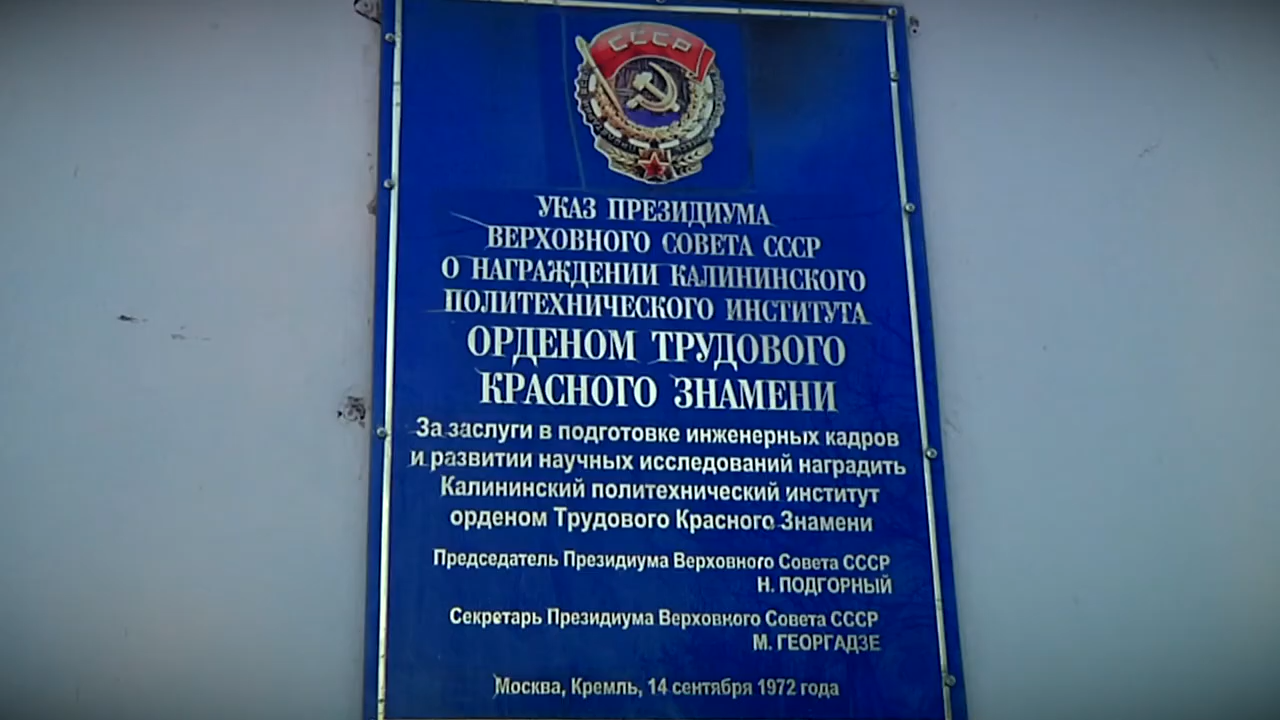 СССР
УКАЗ ПРЕЗИДИУМА
ВЕРХОВНОГО СОВЕТА СССР
О НАГРАЖДЕНИИ КАЛИНИНСКОГО
ПОЛИТЕХНИЧЕСКОГО ИНСТИТУТА
ОРДЕНОМ ТРУДОВОГО
КРАСНОГО ЗНАМЕНИ
За заслуги в подготовке инженерных кадров
и развитии научных исследований наградить
Калининский политехнический институт
орденом Трудового Красного Знамени
Председатель Президиума Верховного Совета СССР
Н. ПОДГОРНЫЙ
Секретарь Президиума Верховного Совета СССР
М. ГЕОРГАДЗЕ
Москва, Кремль, 14 сентября 1972 года